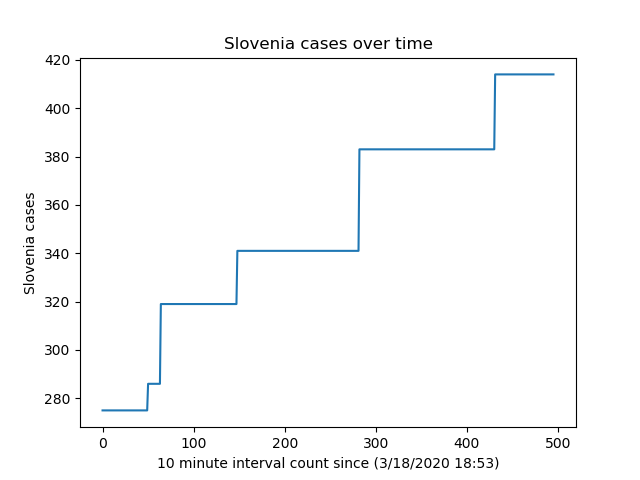 Slovenia cases over time
420
400
380
360
340
320
300
280
Slovenia cases
0 100 200 300 400 500
10 minute interval count since (3/18/2020 18:53)